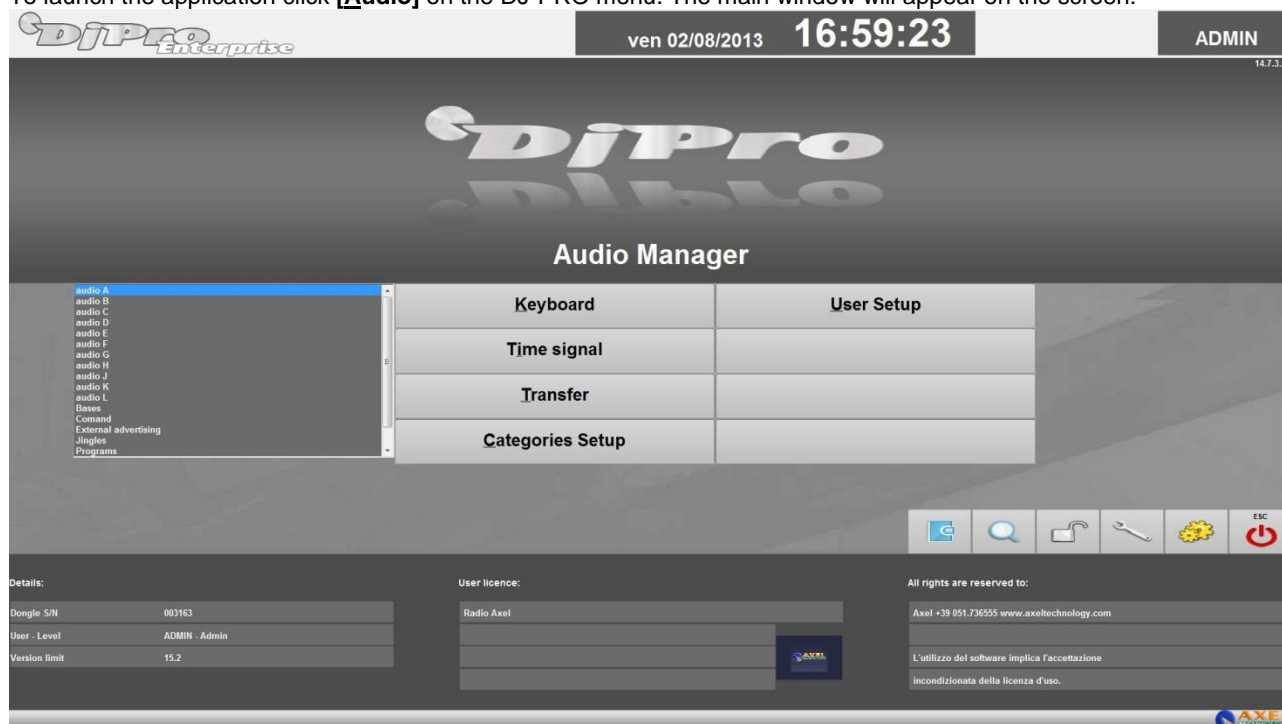 To launch the application click [Audio] on the DJ-PRO menu. The main window will appear on the screen.
DjPro
Enterprise
ven 02/08/2013 16:59:23
ADMIN
14.7.3.
DjPro
Audio Manager
audio A
audio B
audio C
audio D
audio E
audio F
audio G
audio H
audio J
audio K
audio L
Bases
Comand
External advertising
Jingles
Programs
Keyboard
User Setup
Time signal
Transfer
Categories Setup
ESC
Details:
Dongle S/N 003163
User - Level ADMIN - Admin
Version limit 15.2
User licence:
Radio Axel
AXEL
All rights are reserved to:
Axel +39 051.736555 www.axeltechnology.com
L'utilizzo del software implica l'accettazione
incondizionata della licenza d'uso.
AXE